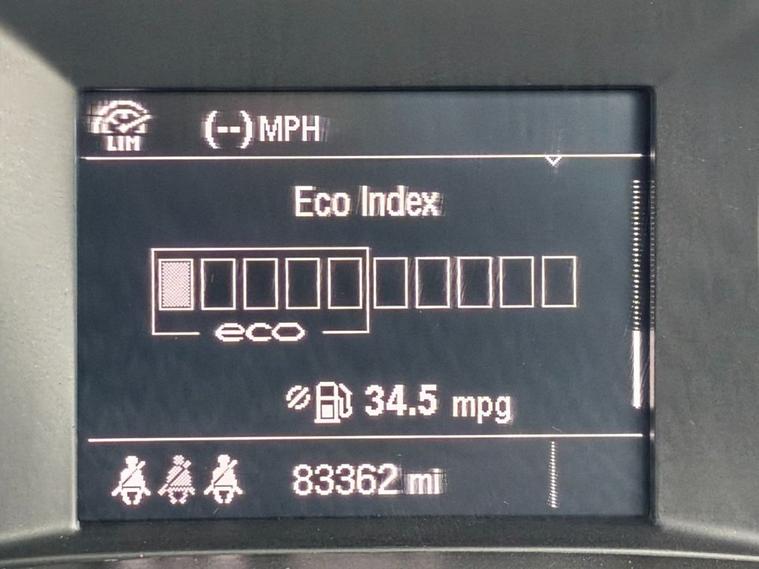 LIM (--) MPH
Eco Index
eco
34.5 mpg
83362 mi